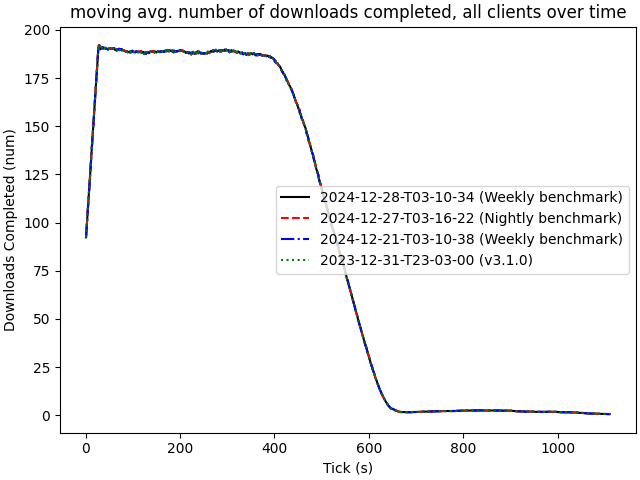 moving avg. number of downloads completed, all clients over time
200
175
150
125
100
75
50
25
0
Downloads Completed (num)
2024-12-28-T03-10-34 (Weekly benchmark)
2024-12-27-T03-16-22 (Nightly benchmark)
2024-12-21-T03-10-38 (Weekly benchmark)
2023-12-31-T23-03-00 (v3.1.0)
0 200 400 600 800 1000
Tick (s)